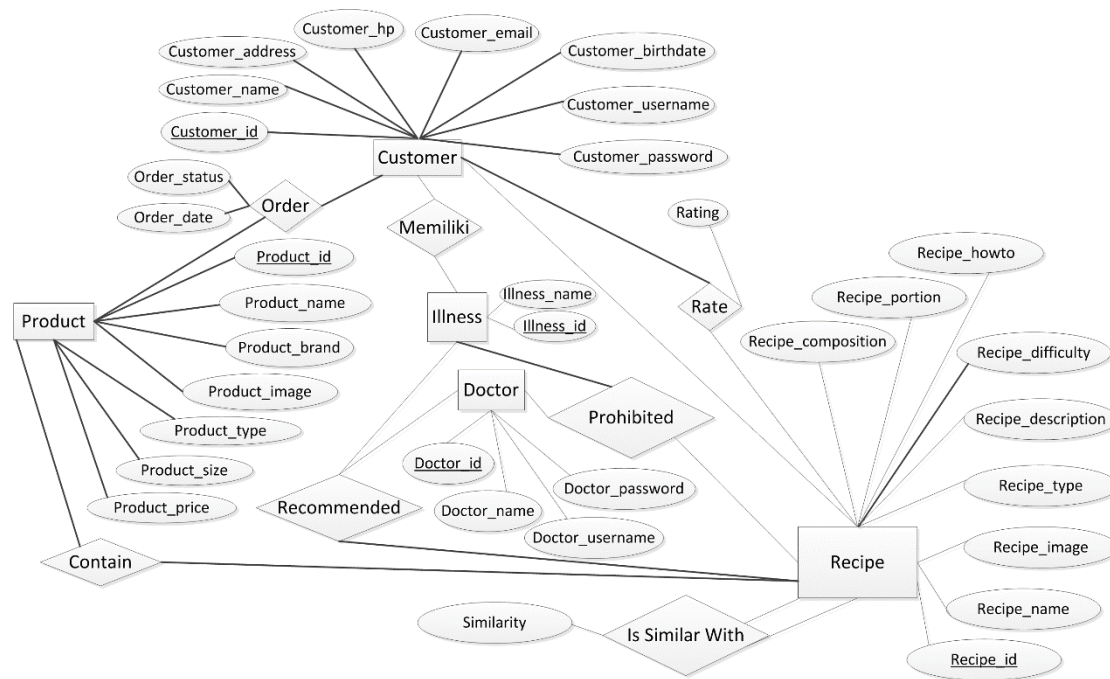 Customer_hp
Customer_email
Customer_address
Customer_birthdate
Customer_name
Customer_username
Customer_id
Customer_password
Customer
Order_status
Order_date
Order
Memiliki
Rating
Product_id
Recipe_howto
Product_name
Illness_name
Illness_id
Recipe_portion
Product
Illness
Rate
Product_brand
Recipe_composition
Recipe_difficulty
Product_image
Doctor
Prohibited
Recipe_description
Product_type
Product_size
Doctor_id
Doctor_password
Recipe_type
Product_price
Recommended
Doctor_name
Doctor_username
Recipe_image
Contain
Recipe
Recipe_name
Similarity
Is Similar With
Recipe_id